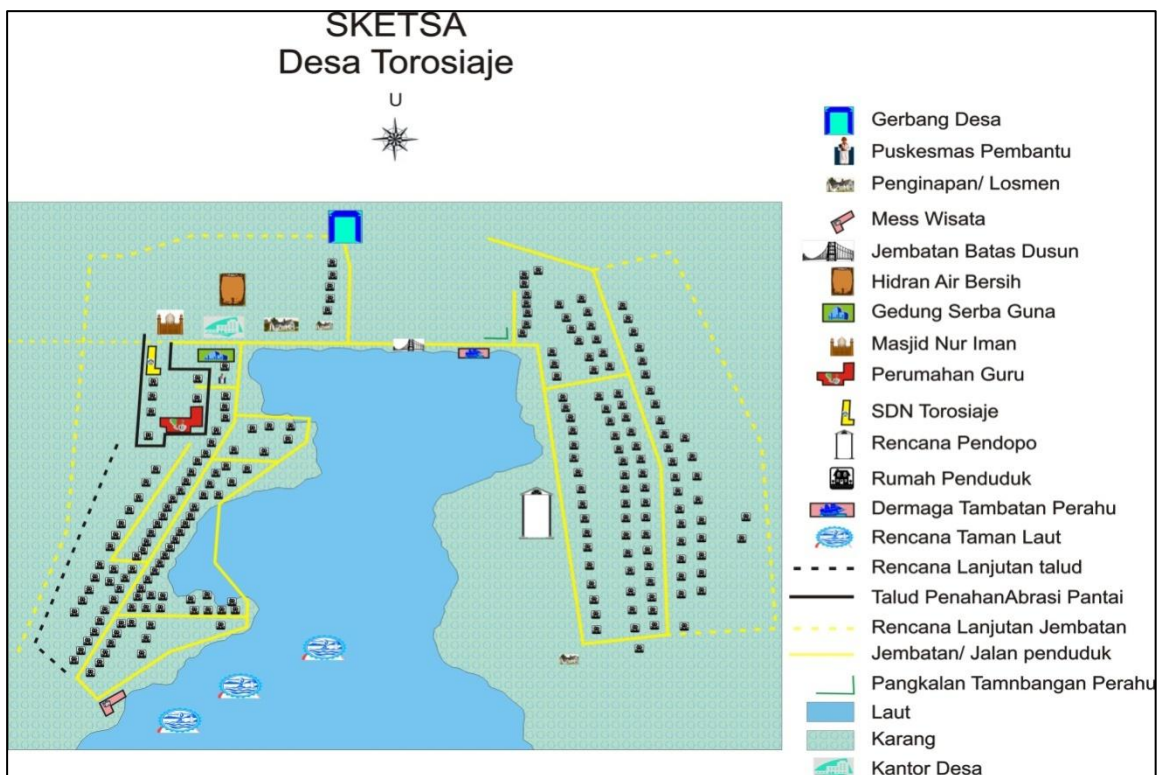 SKETSA
Desa Torosiaje
U
Gerbang Desa
Puskesmas Pembantu
Penginapan/ Losmen
Mess Wisata
Jembatan Batas Dusun
Hidran Air Bersih
Gedung Serba Guna
Masjid Nur Iman
Perumahan Guru
SDN Torosiaje
Rencana Pendopo
Rumah Penduduk
Dermaga Tambatan Perahu
Rencana Taman Laut
Rencana Lanjutan talud
Talud PenahanAbrasi Pantai
Rencana Lanjutan Jembatan
Jembatan/ Jalan penduduk
Pangkalan Tamnbangan Perahu
Laut
Karang
Kantor Desa